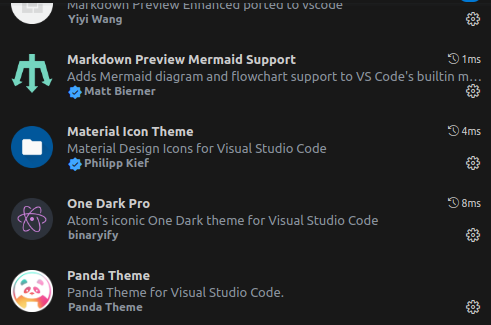 Markdown Preview Enhanced ported to vscode
Yiyi Wang
Markdown Preview Mermaid Support 1ms
Adds Mermaid diagram and flowchart support to VS Code's builtin m...
Matt Bierner
Material Icon Theme 4ms
Material Design Icons for Visual Studio Code
Philipp Kief
One Dark Pro 8ms
Atom's iconic One Dark theme for Visual Studio Code
binaryify
Panda Theme
Panda Theme for Visual Studio Code.
Panda Theme